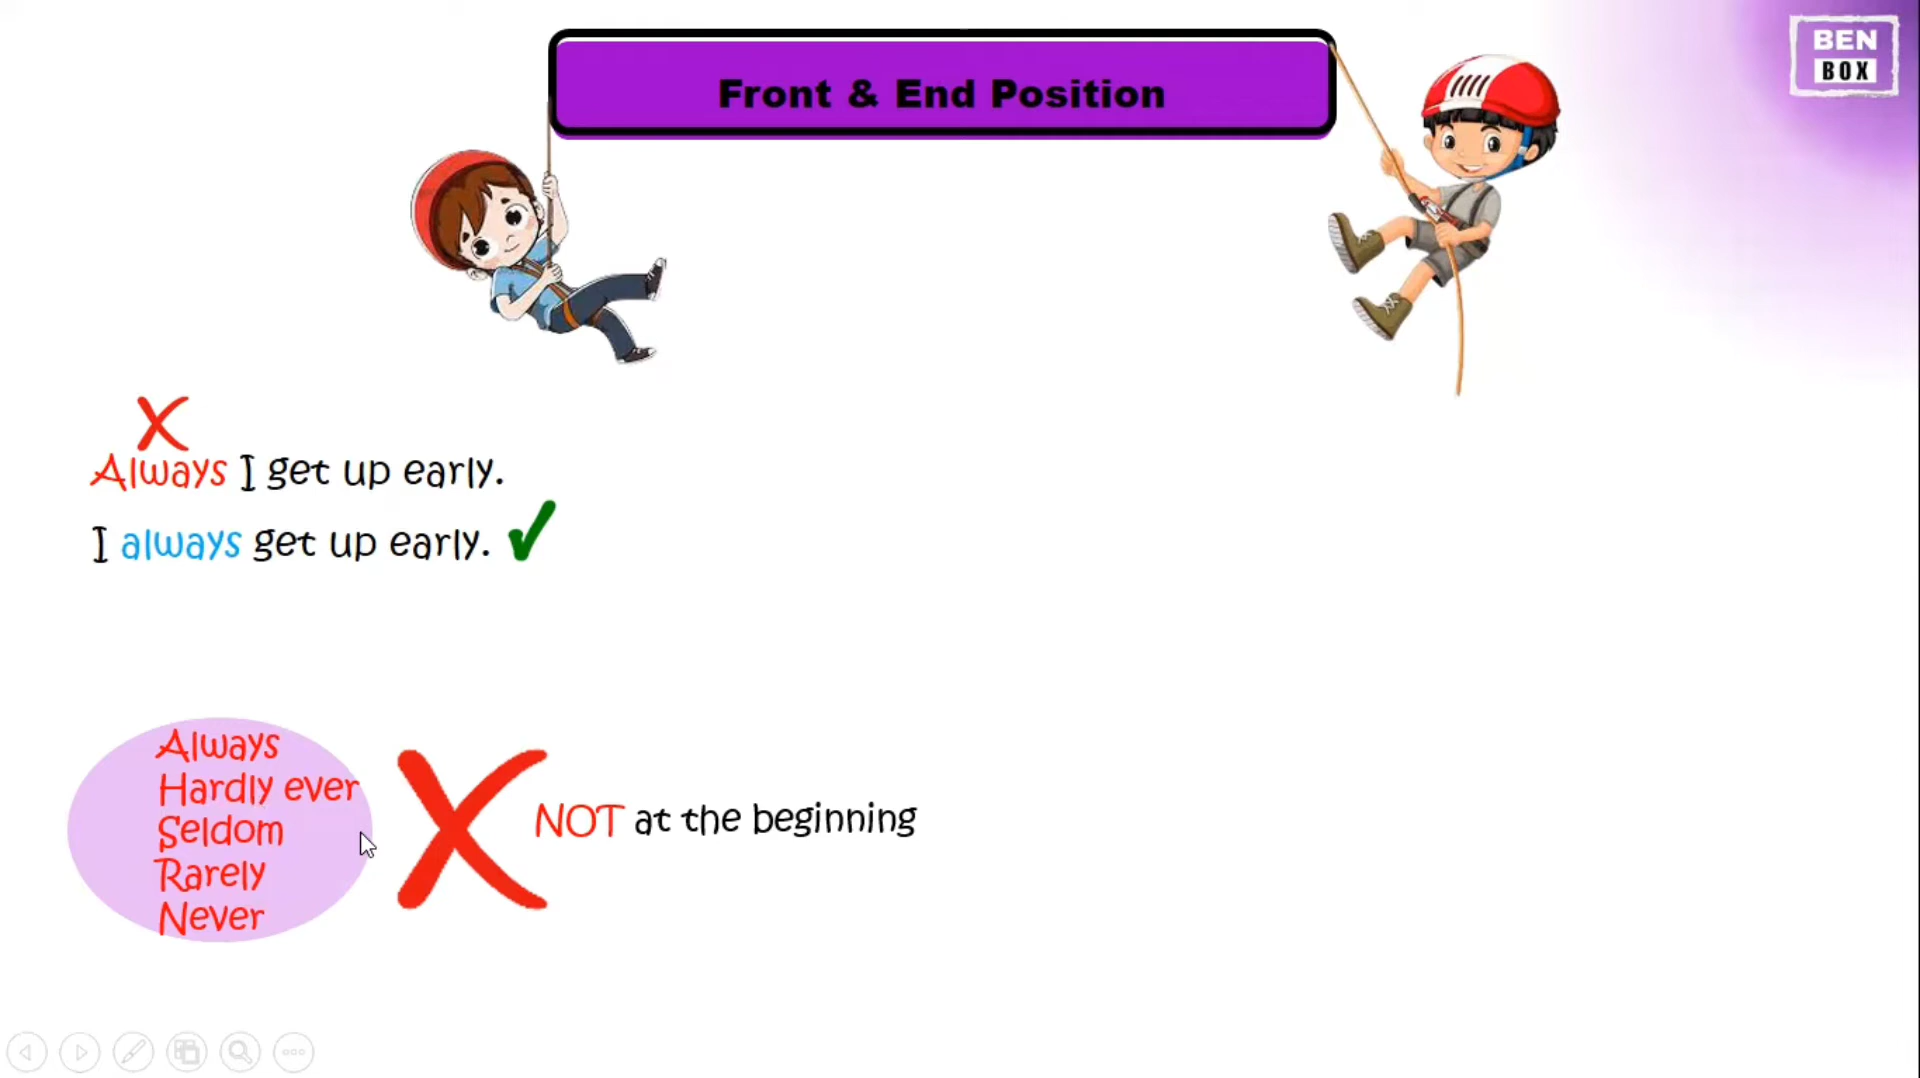 BEN
BOX
Front & End Position
Always I get up early.
I always get up early.
Always
Hardly ever
Seldom
Rarely
Never
NOT at the beginning